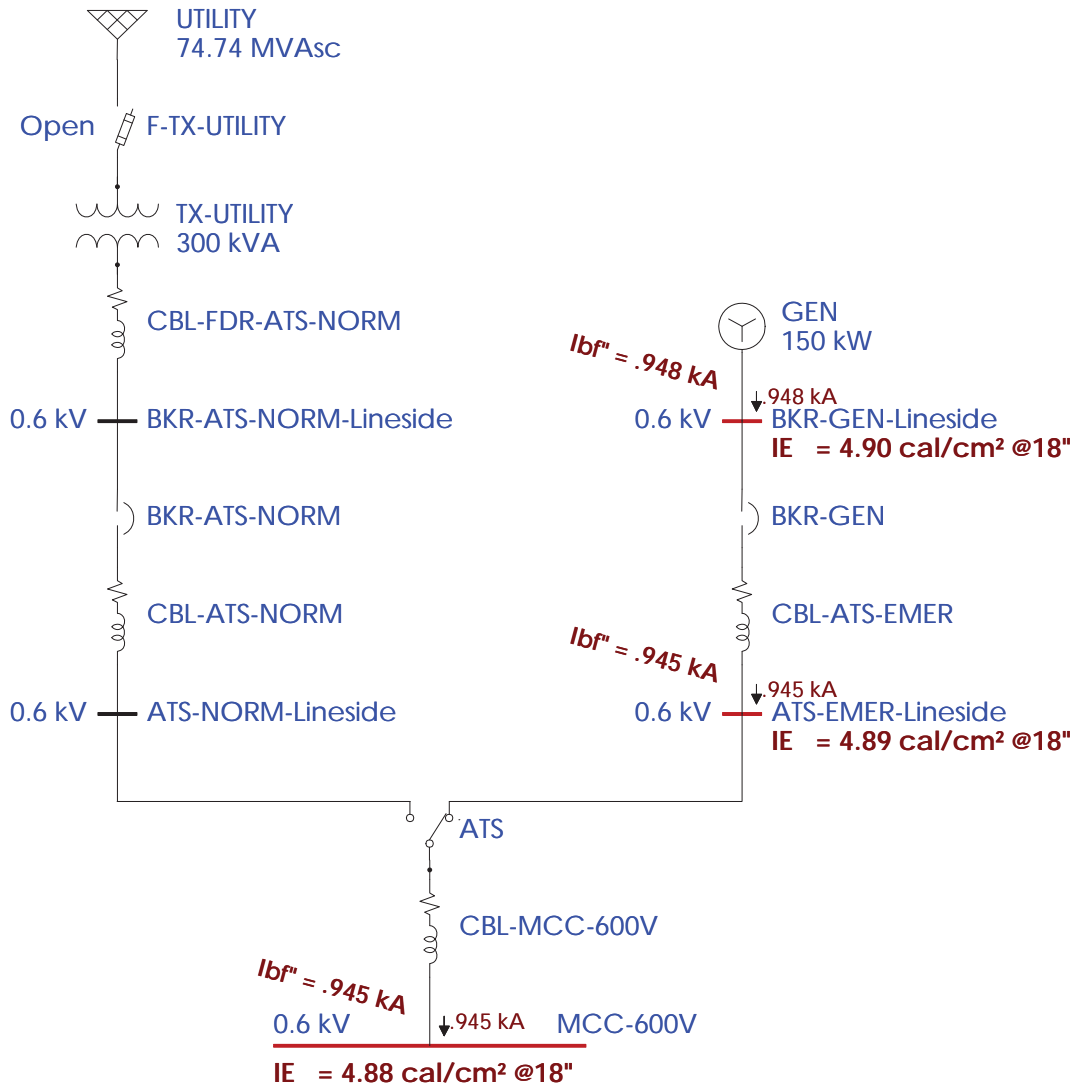 UTILITY
74.74 MVAsc
Open
F-TX-UTILITY
TX-UTILITY
300 kVA
CBL-FDR-ATS-NORM
GEN
150 kW
Ibf" = .948 kA
.948 kA
0.6 kV
BKR-ATS-NORM-Lineside
0.6 kV
BKR-GEN-Lineside
IE = 4.90 cal/cm² @18"
BKR-ATS-NORM
BKR-GEN
CBL-ATS-NORM
CBL-ATS-EMER
Ibf" = .945 kA
.945 kA
0.6 kV
ATS-NORM-Lineside
0.6 kV
ATS-EMER-Lineside
IE = 4.89 cal/cm² @18"
ATS
CBL-MCC-600V
Ibf" = .945 kA
0.6 kV
.945 kA
MCC-600V
IE = 4.88 cal/cm² @18"